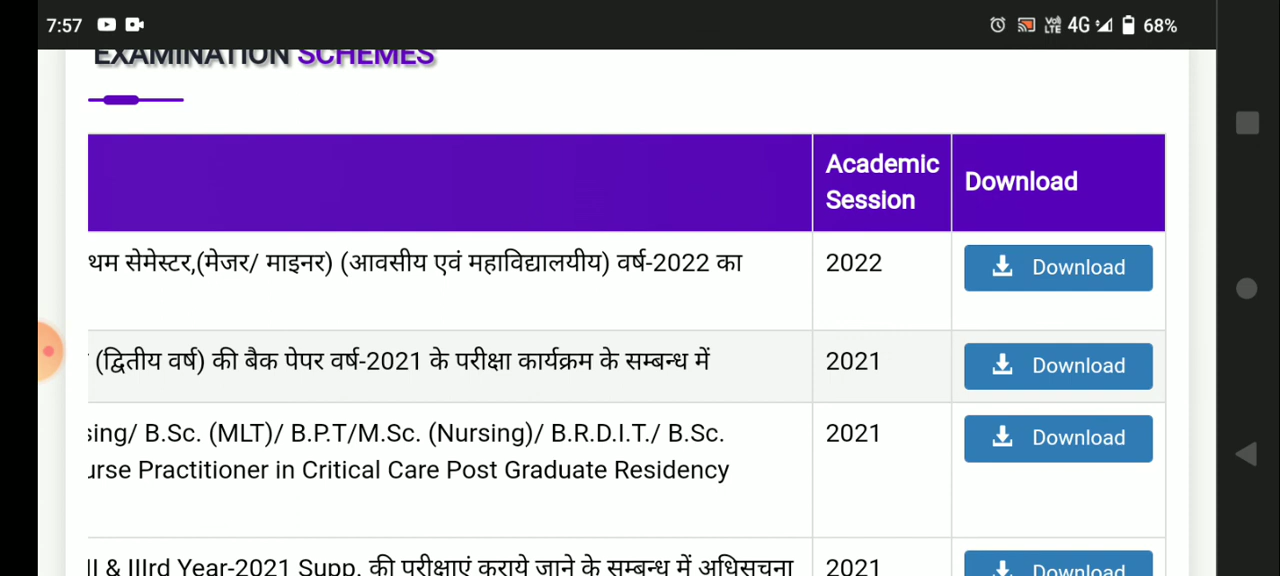 7:57 4G 68%
EXAMINATION SCHEMES
Academic Session Download
थम सेमेस्टर,(मेजर/ माइनर) (आवसीय एवं महाविद्यालयीय) वर्ष-2022 का 2022 Download
(द्वितीय वर्ष) की बैक पेपर वर्ष-2021 के परीक्षा कार्यक्रम के सम्बन्ध में 2021 Download
sing/ B.Sc. (MLT)/ B.P.T/M.Sc. (Nursing)/ B.R.D.I.T./ B.Sc. 2021 Download
urse Practitioner in Critical Care Post Graduate Residency
II & IIIrd Year-2021 Supp. की परीक्षाएं कराये जाने के सम्बन्ध में अधिसूचना 2021 Download